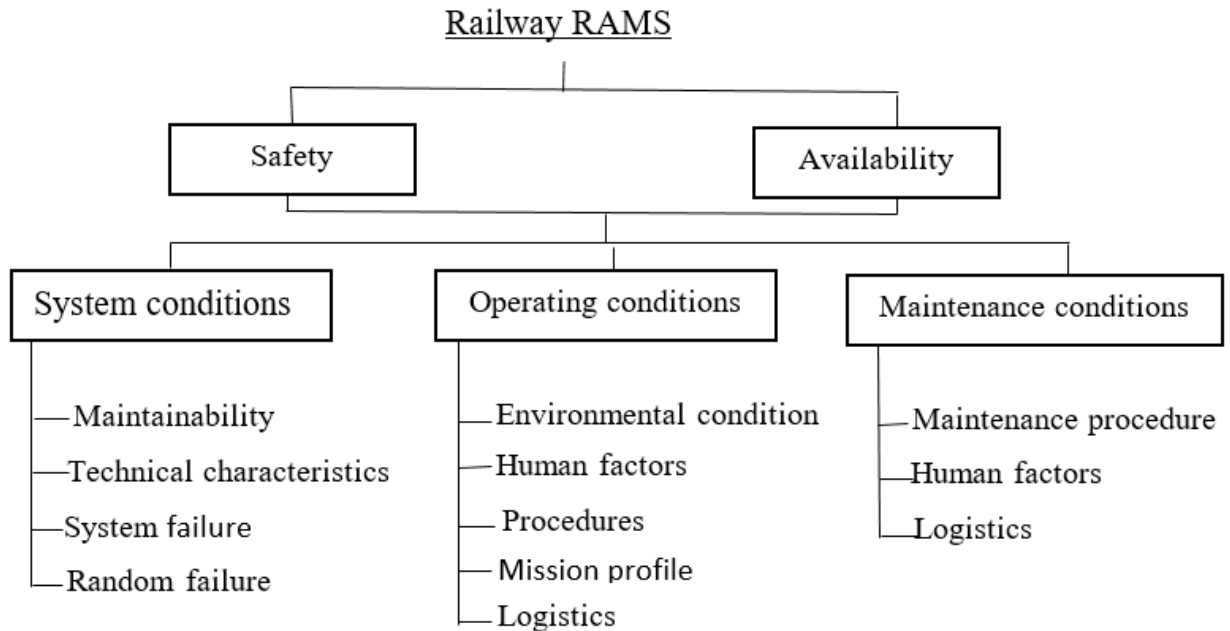 Railway RAMS
Safety
Availability
System conditions
Operating conditions
Maintenance conditions
Maintainability
Technical characteristics
System failure
Random failure
Environmental condition
Human factors
Procedures
Mission profile
Logistics
Maintenance procedure
Human factors
Logistics